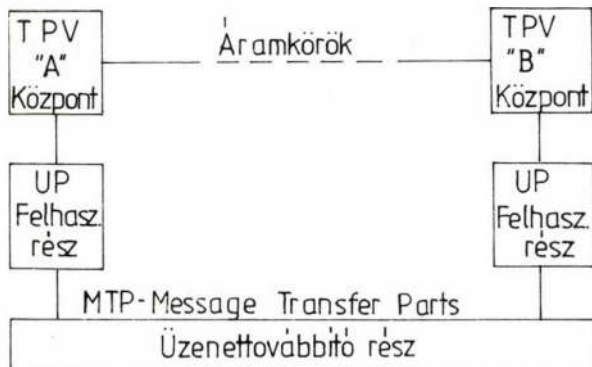 TPV
"A"
Központ
Áramkörök
TPV
"B"
Központ
UP
Felhasz.
rész
UP
Felhasz.
rész
MTP-Message Transfer Parts
Üzenettovábbító rész